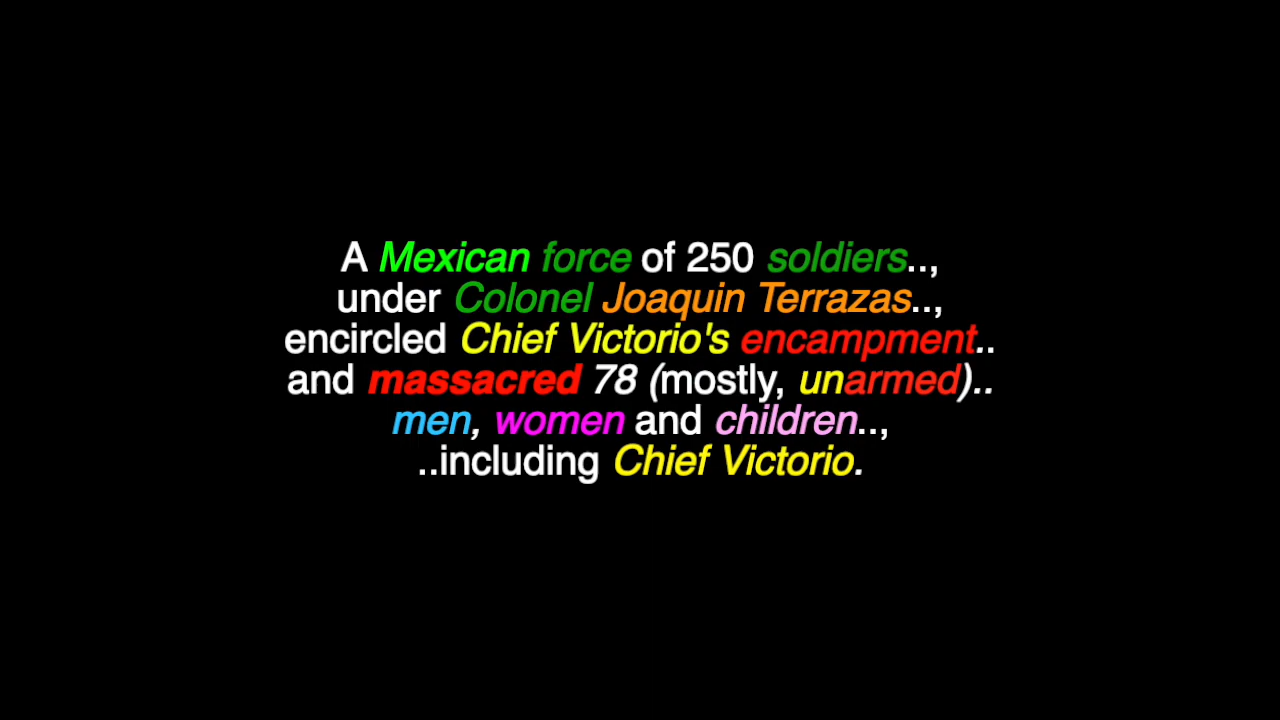 A Mexican force of 250 soldiers..,
under Colonel Joaquin Terrazas..,
encircled Chief Victorio's encampment..
and massacred 78 (mostly, unarmed)..
men, women and children..,
..including Chief Victorio.